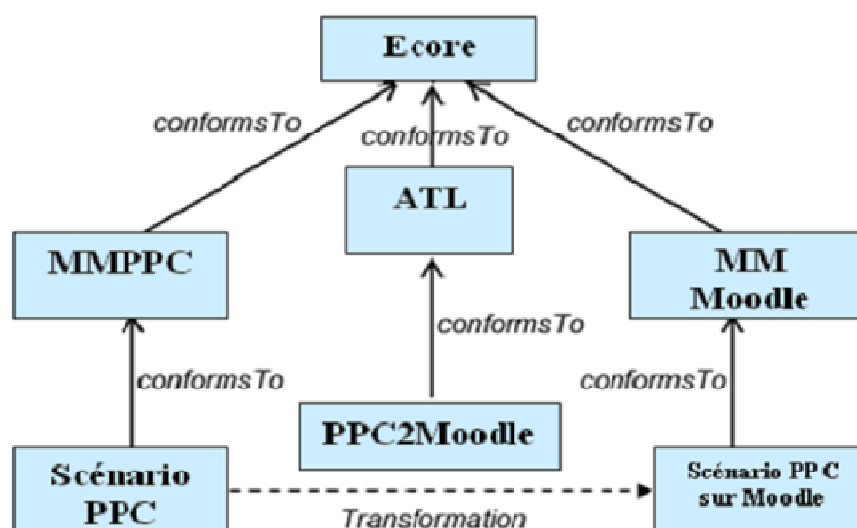 Ecore
conformsTo
conformsTo
conformsTo
ATL
MMPPC
MM
Moodle
conformsTo
conformsTo
conformsTo
PPC2Moodle
Scénario
PPC
Scénario PPC
sur Moodle
Transformation